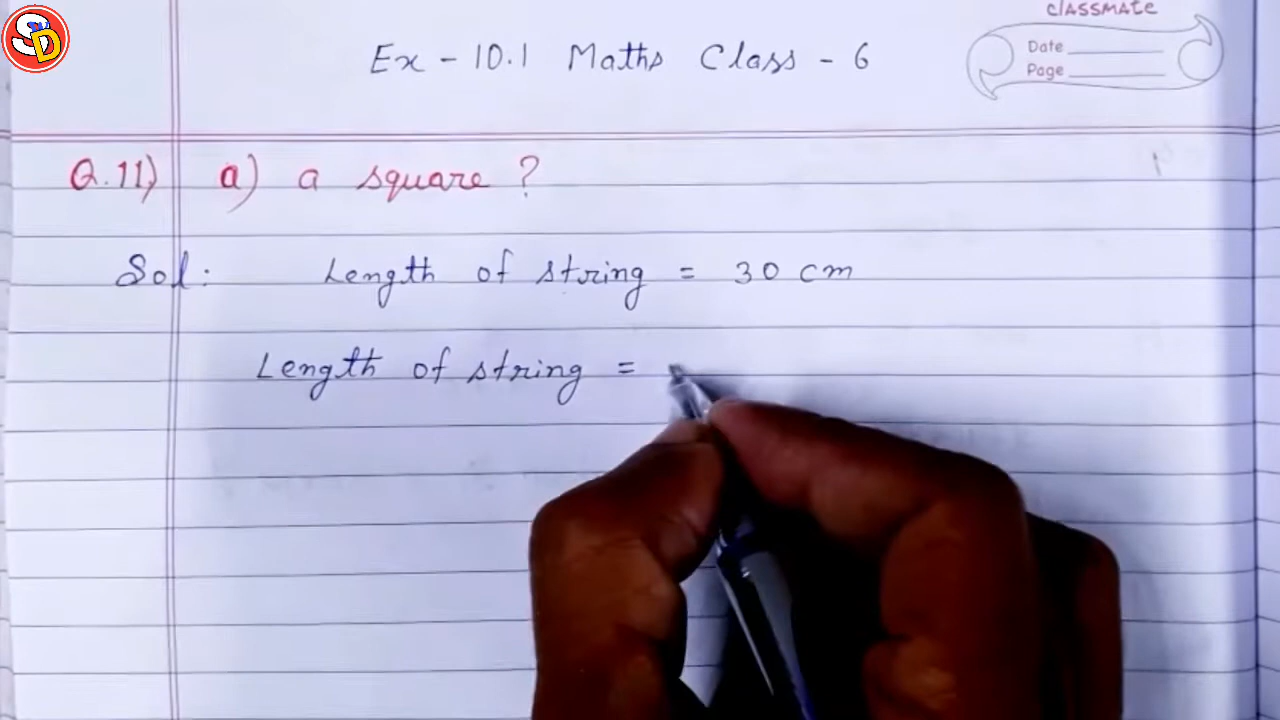 SD
CLASSMATE
Ex - 10.1 Maths Class - 6
Date
Page
Q.11) a) a square ?
Sol: Length of string = 30 cm
Length of string =